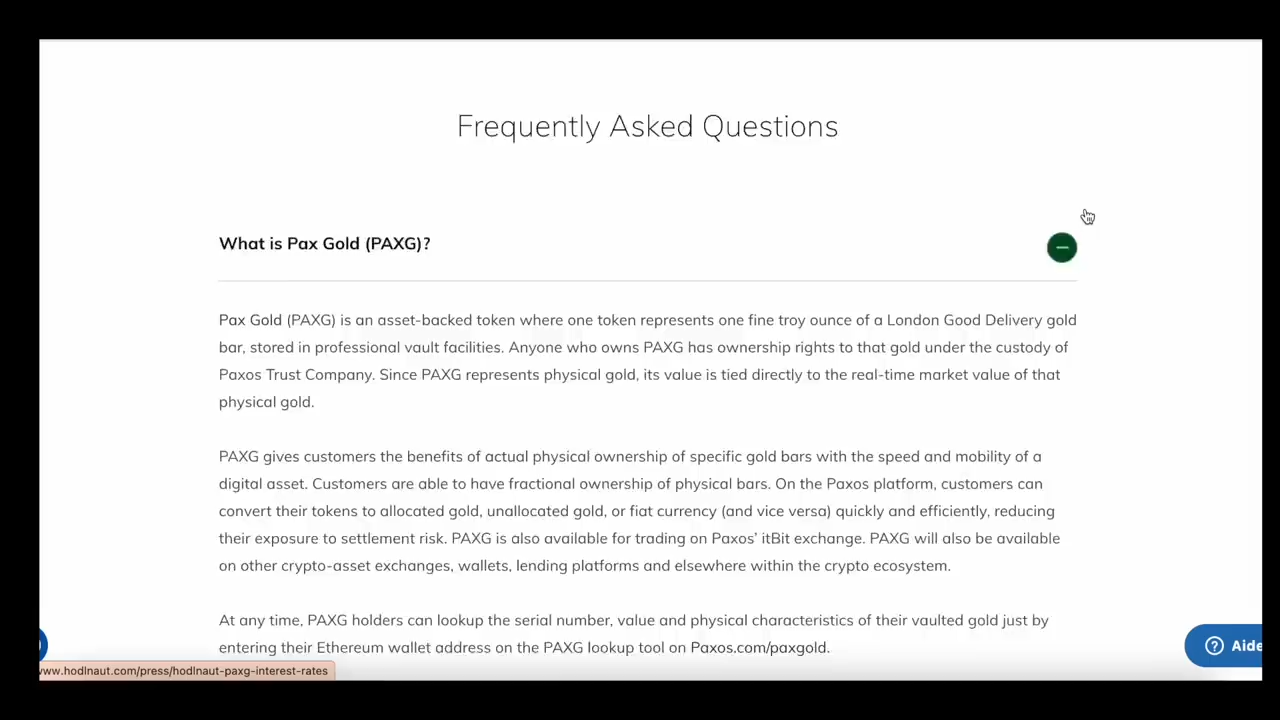 Frequently Asked Questions
What is Pax Gold (PAXG)?
Pax Gold (PAXG) is an asset-backed token where one token represents one fine troy ounce of a London Good Delivery gold
bar, stored in professional vault facilities. Anyone who owns PAXG has ownership rights to that gold under the custody of
Paxos Trust Company. Since PAXG represents physical gold, its value is tied directly to the real-time market value of that
physical gold.
PAXG gives customers the benefits of actual physical ownership of specific gold bars with the speed and mobility of a
digital asset. Customers are able to have fractional ownership of physical bars. On the Paxos platform, customers can
convert their tokens to allocated gold, unallocated gold, or fiat currency (and vice versa) quickly and efficiently, reducing
their exposure to settlement risk. PAXG is also available for trading on Paxos’ itBit exchange. PAXG will also be available
on other crypto-asset exchanges, wallets, lending platforms and elsewhere within the crypto ecosystem.
At any time, PAXG holders can lookup the serial number, value and physical characteristics of their vaulted gold just by
entering their Ethereum wallet address on the PAXG lookup tool on Paxos.com/paxgold.
Aide
www.hodlnaut.com/press/hodlnaut-paxg-interest-rates